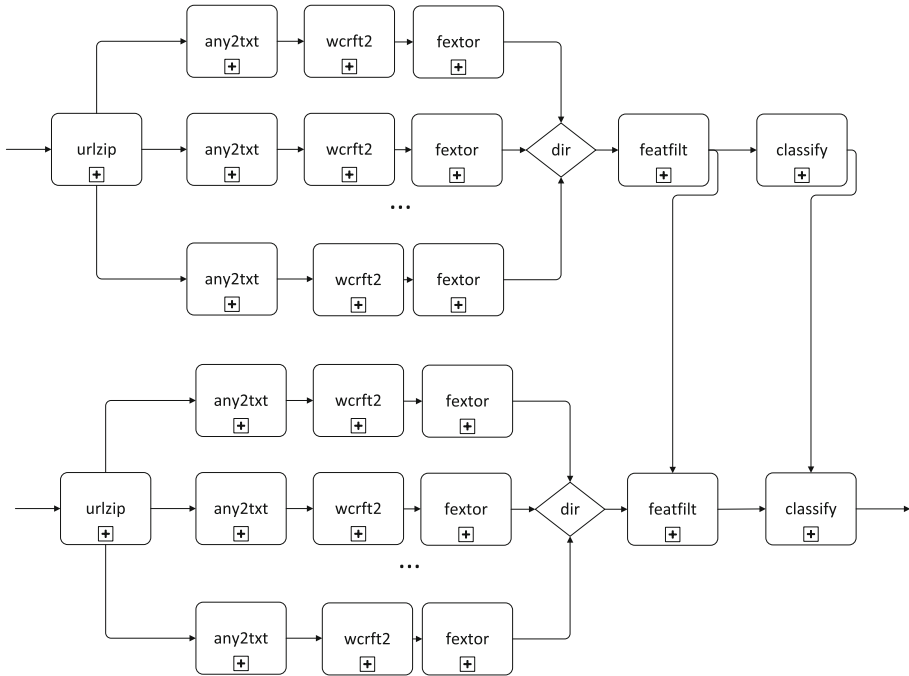 any2txt wcrft2 fextor
urlzip any2txt wcrft2 fextor dir featfilt classify
...
any2txt wcrft2 fextor
any2txt wcrft2 fextor
urlzip any2txt wcrft2 fextor dir featfilt classify
...
any2txt wcrft2 fextor